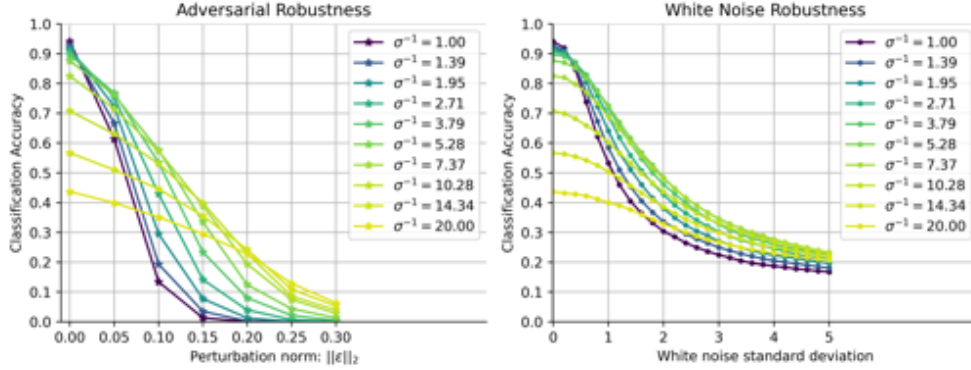 Adversarial Robustness
1.0
0.9
0.8
0.7
0.6
0.5
0.4
0.3
0.2
0.1
0.0
Classification Accuracy
0.00 0.05 0.10 0.15 0.20 0.25 0.30
Perturbation norm: ||ε||₂
σ⁻¹ = 1.00
σ⁻¹ = 1.39
σ⁻¹ = 1.95
σ⁻¹ = 2.71
σ⁻¹ = 3.79
σ⁻¹ = 5.28
σ⁻¹ = 7.37
σ⁻¹ = 10.28
σ⁻¹ = 14.34
σ⁻¹ = 20.00
White Noise Robustness
1.0
0.9
0.8
0.7
0.6
0.5
0.4
0.3
0.2
0.1
0.0
Classification Accuracy
0 1 2 3 4 5
White noise standard deviation
σ⁻¹ = 1.00
σ⁻¹ = 1.39
σ⁻¹ = 1.95
σ⁻¹ = 2.71
σ⁻¹ = 3.79
σ⁻¹ = 5.28
σ⁻¹ = 7.37
σ⁻¹ = 10.28
σ⁻¹ = 14.34
σ⁻¹ = 20.00